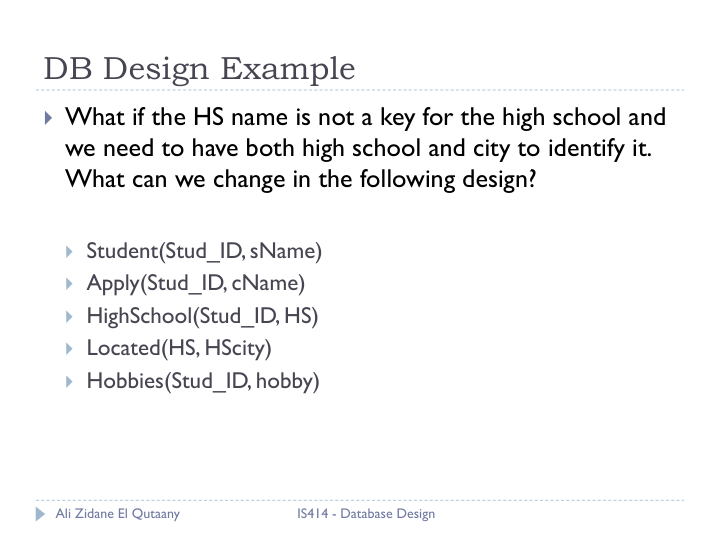 DB Design Example
What if the HS name is not a key for the high school and
we need to have both high school and city to identify it.
What can we change in the following design?
Student(Stud_ID, sName)
Apply(Stud_ID, cName)
HighSchool(Stud_ID, HS)
Located(HS, HScity)
Hobbies(Stud_ID, hobby)
Ali Zidane El Qutaany
IS414 - Database Design